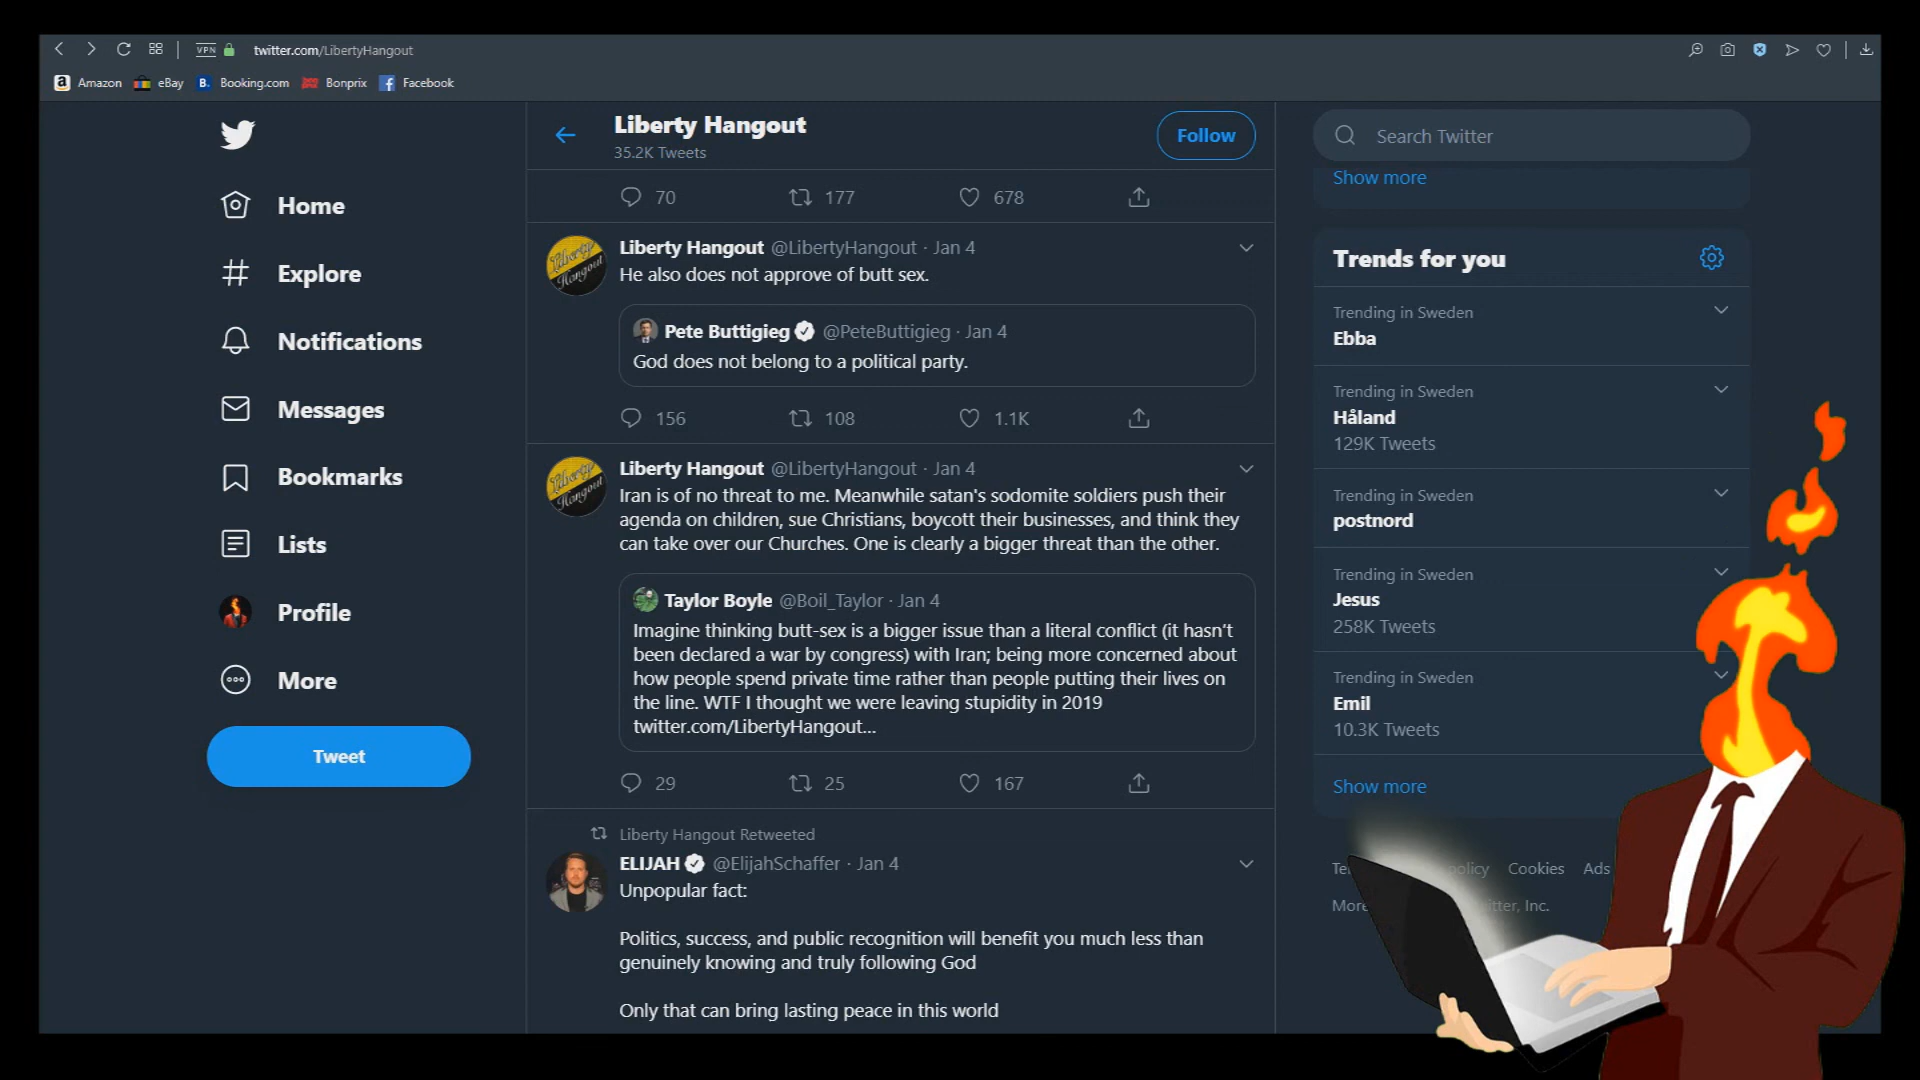 VPN
twitter.com/LibertyHangout
Amazon
eBay
Booking.com
Bonprix
Facebook
Home
Explore
Notifications
Messages
Bookmarks
Lists
Profile
More
Tweet
Liberty Hangout
35.2K Tweets
Follow
70 177 678
Liberty Hangout @LibertyHangout · Jan 4
He also does not approve of butt sex.
Pete Buttigieg @PeteButtigieg · Jan 4
God does not belong to a political party.
156 108 1.1K
Liberty Hangout @LibertyHangout · Jan 4
Iran is of no threat to me. Meanwhile satan's sodomite soldiers push their
agenda on children, sue Christians, boycott their businesses, and think they
can take over our Churches. One is clearly a bigger threat than the other.
Taylor Boyle @Boil_Taylor · Jan 4
Imagine thinking butt-sex is a bigger issue than a literal conflict (it hasn't
been declared a war by congress) with Iran; being more concerned about
how people spend private time rather than people putting their lives on
the line. WTF I thought we were leaving stupidity in 2019
twitter.com/LibertyHangout...
29 25 167
Liberty Hangout Retweeted
ELIJAH @ElijahSchaffer · Jan 4
Unpopular fact:
Politics, success, and public recognition will benefit you much less than
genuinely knowing and truly following God
Only that can bring lasting peace in this world
Search Twitter
Show more
Trends for you
Trending in Sweden
Ebba
Trending in Sweden
Håland
129K Tweets
Trending in Sweden
postnord
Trending in Sweden
Jesus
258K Tweets
Trending in Sweden
Emil
10.3K Tweets
Show more
policy Cookies Ads
Inc.